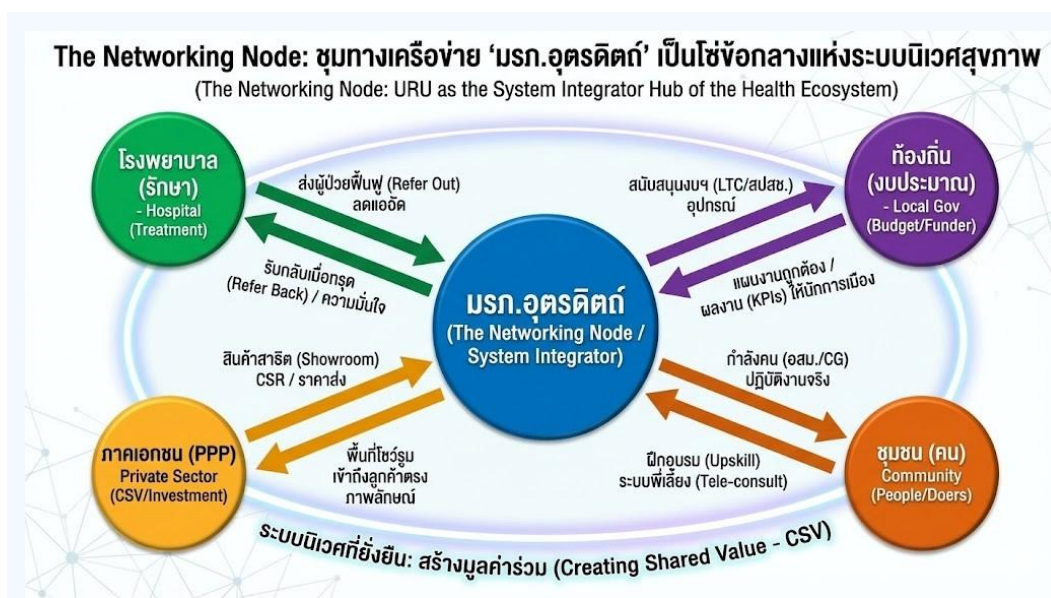 The Networking Node: ชุมทางเครือข่าย ‘มรภ.อุตรดิตถ์’ เป็นโซ่ข้อกลางแห่งระบบนิเวศสุขภาพ
(The Networking Node: URU as the System Integrator Hub of the Health Ecosystem)
โรงพยาบาล
(รักษา)
- Hospital
(Treatment)
ส่งผู้ป่วยฟื้นฟู (Refer Out)
ลดแออัด
รับกลับเมื่อทรุด
(Refer Back) / ความมั่นใจ
สนับสนุนงบฯ (LTC/สปสช.)
อุปกรณ์
แผนงานถูกต้อง /
ผลงาน (KPIs) ให้นักการเมือง
ท้องถิ่น
(งบประมาณ)
- Local Gov
(Budget/Funder)
มรภ.อุตรดิตถ์
(The Networking Node /
System Integrator)
สินค้าสาธิต (Showroom)
CSR / ราคาส่ง
พื้นที่โชว์รูม
เข้าถึงลูกค้าตรง
ภาพลักษณ์
ภาคเอกชน (PPP)
Private Sector
(CSV/Investment)
กำลังคน (อสม./CG)
ปฏิบัติงานจริง
ฝึกอบรม (Upskill)
ระบบพี่เลี้ยง (Tele-consult)
ชุมชน (คน)
Community
(People/Doers)
ระบบนิเวศที่ยั่งยืน: สร้างมูลค่าร่วม (Creating Shared Value - CSV)